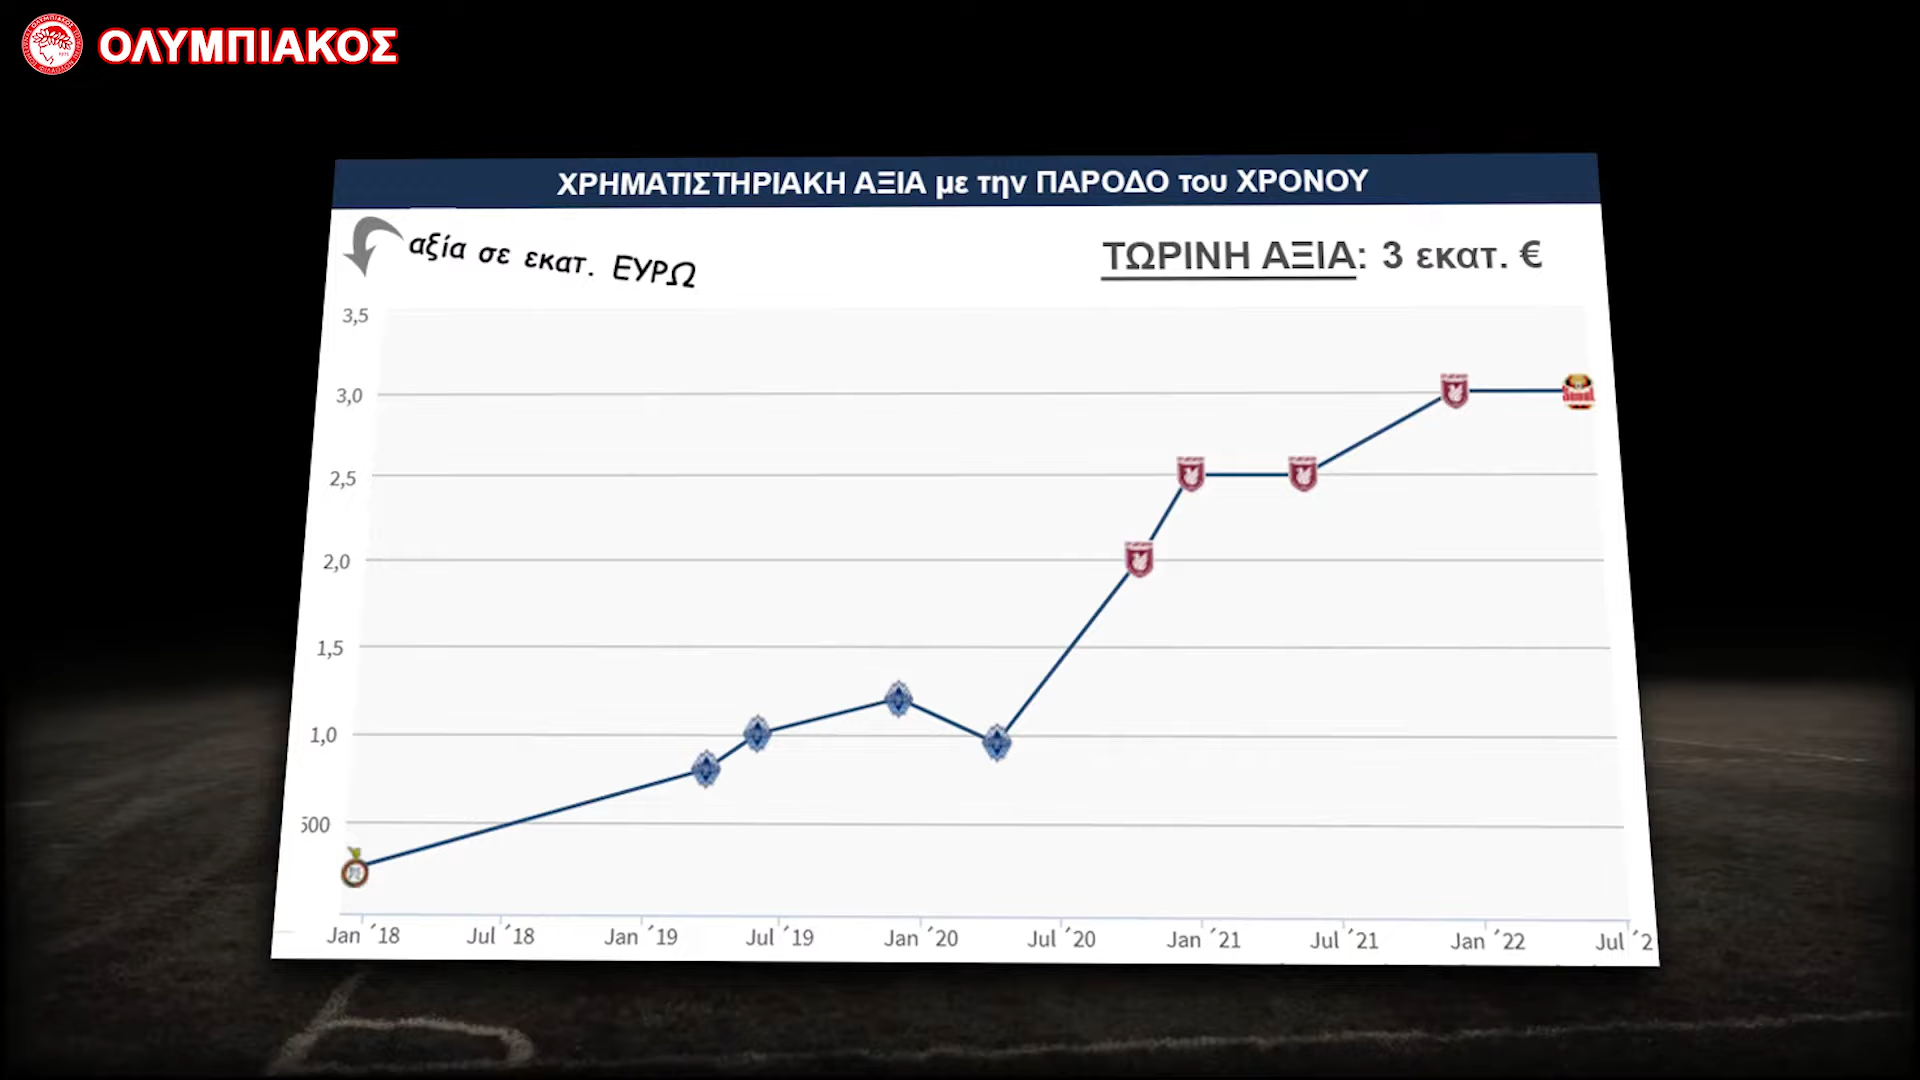 ΟΛΥΜΠΙΑΚΟΣ
ΧΡΗΜΑΤΙΣΤΗΡΙΑΚΗ ΑΞΙΑ με την ΠΑΡΟΔΟ του ΧΡΟΝΟΥ
αξία σε εκατ. ΕΥΡΩ
ΤΩΡΙΝΗ ΑΞΙΑ: 3 εκατ. €
3,5
3,0
2,5
2,0
1,5
1,0
500
Jan ´18 Jul ´18 Jan ´19 Jul ´19 Jan ´20 Jul ´20 Jan ´21 Jul ´21 Jan ´22 Jul ´2